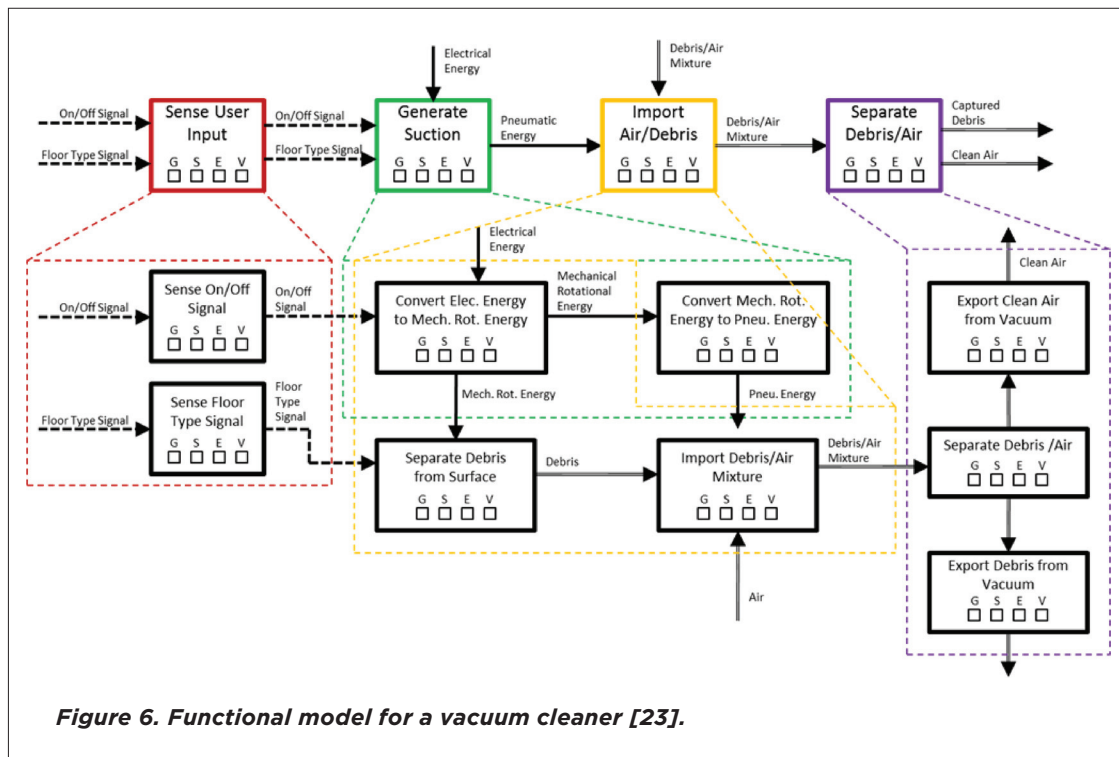 Electrical
Energy
Debris/Air
Mixture
On/Off Signal
Floor Type Signal
Sense User
Input
G S E V
On/Off Signal
Floor Type Signal
Generate
Suction
G S E V
Pneumatic
Energy
Import
Air/Debris
G S E V
Debris/Air
Mixture
Separate
Debris/Air
G S E V
Captured
Debris
Clean Air
Electrical
Energy
Clean Air
On/Off Signal
Sense On/Off
Signal
G S E V
On/Off
Signal
Convert Elec. Energy
to Mech. Rot. Energy
G S E V
Mechanical
Rotational
Energy
Convert Mech. Rot.
Energy to Pneu. Energy
G S E V
Export Clean Air
from Vacuum
G S E V
Mech. Rot. Energy
Pneu. Energy
Floor Type Signal
Sense Floor
Type Signal
G S E V
Floor
Type
Signal
Separate Debris
from Surface
G S E V
Debris
Import Debris/Air
Mixture
G S E V
Debris/Air
Mixture
Separate Debris /Air
G S E V
Air
Export Debris from
Vacuum
G S E V
Figure 6. Functional model for a vacuum cleaner [23].